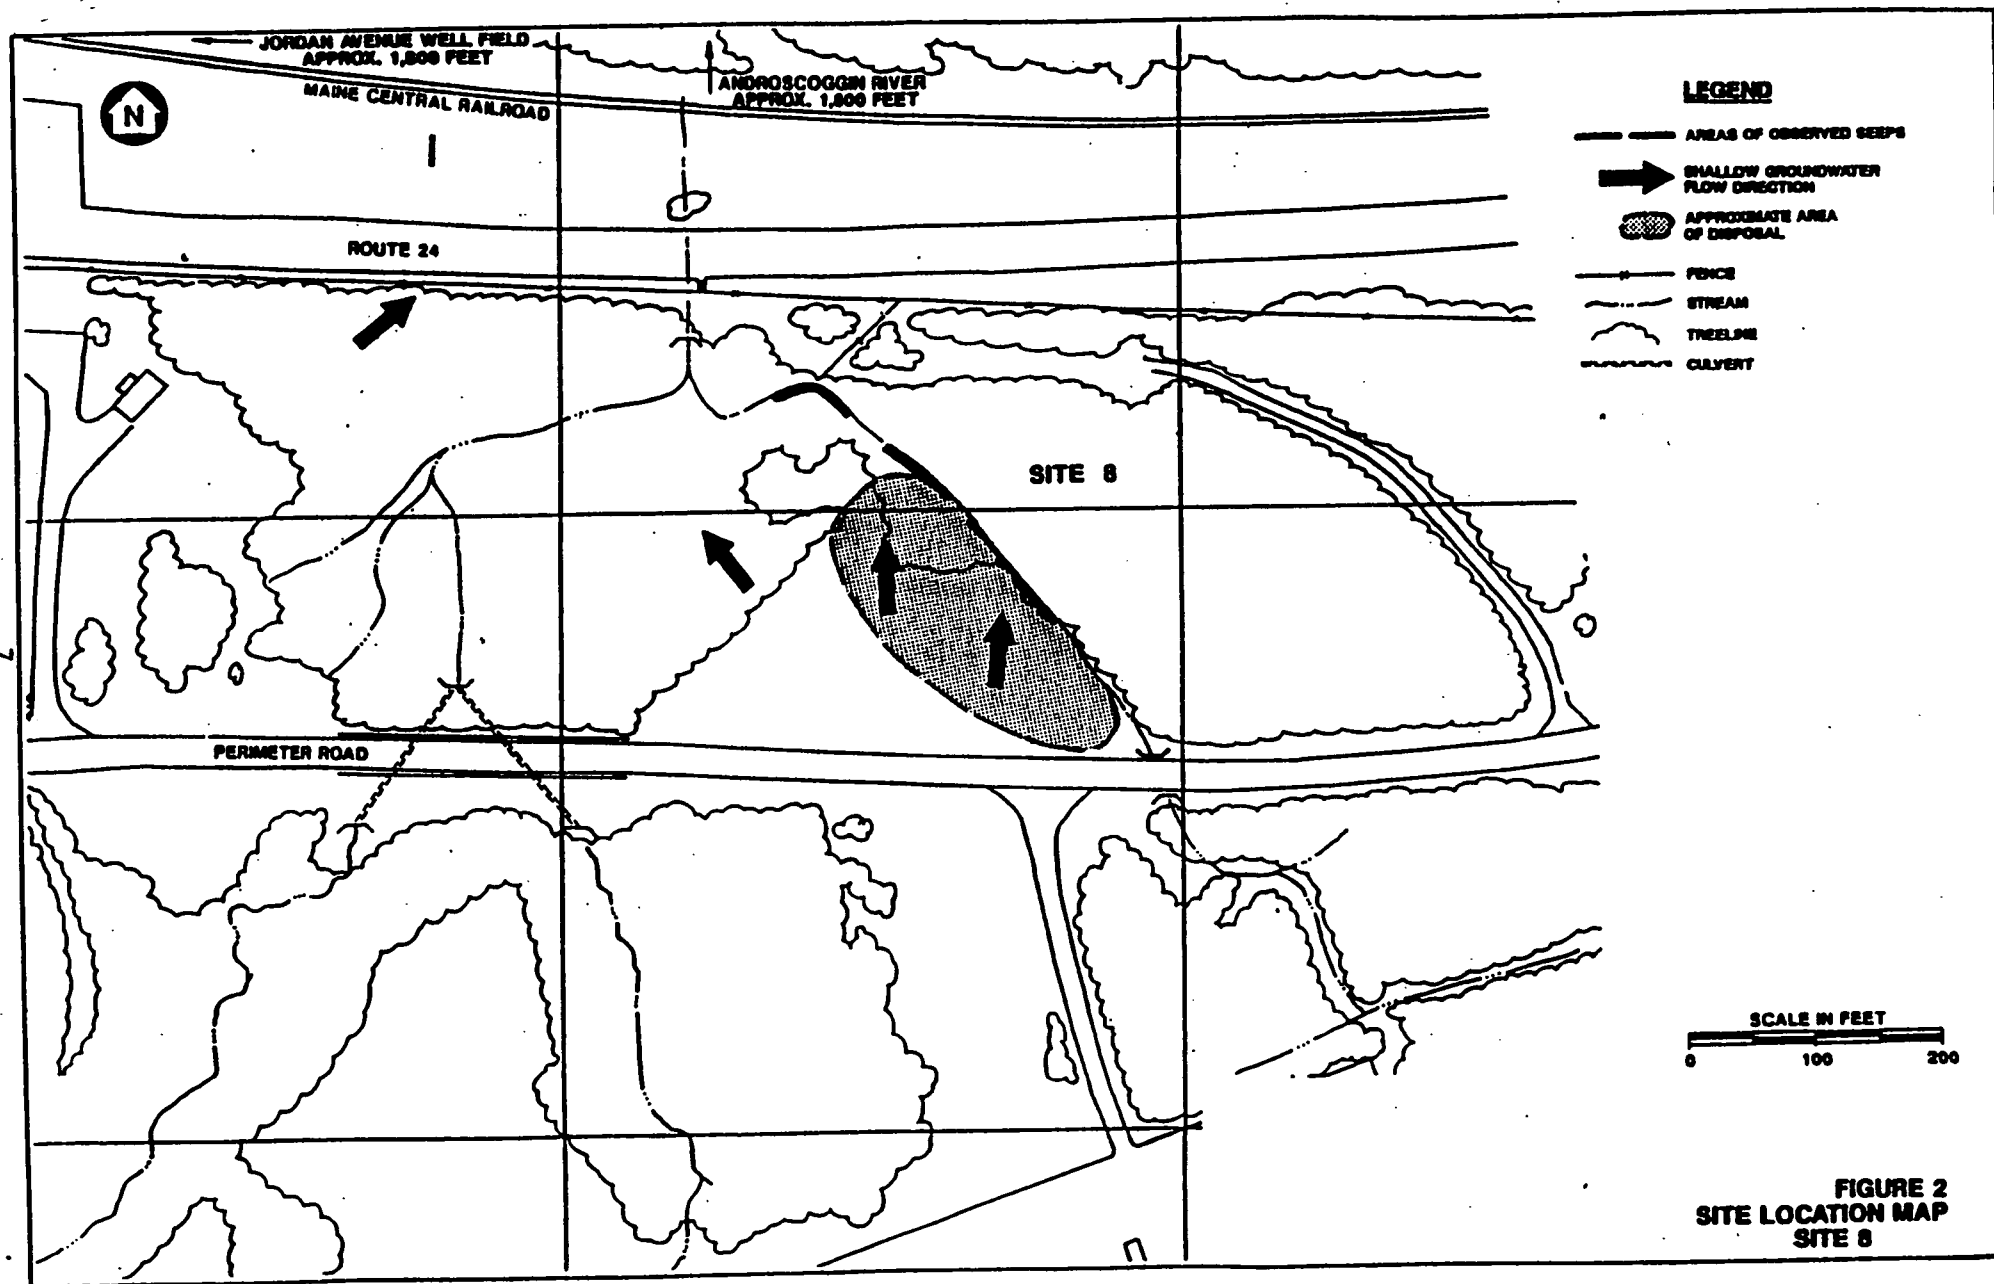 JORDAN AVENUE WELL FIELD
APPROX. 1,800 FEET
ANDROSCOGGIN RIVER
APPROX. 1,600 FEET
MAINE CENTRAL RAILROAD
N
ROUTE 24
SITE 8
PERIMETER ROAD
LEGEND
AREAS OF OBSERVED SEEPS
SHALLOW GROUNDWATER
FLOW DIRECTION
APPROXIMATE AREA
OF DISPOSAL
FENCE
STREAM
TREELINE
CULVERT
SCALE IN FEET
0 100 200
FIGURE 2
SITE LOCATION MAP
SITE 8
7